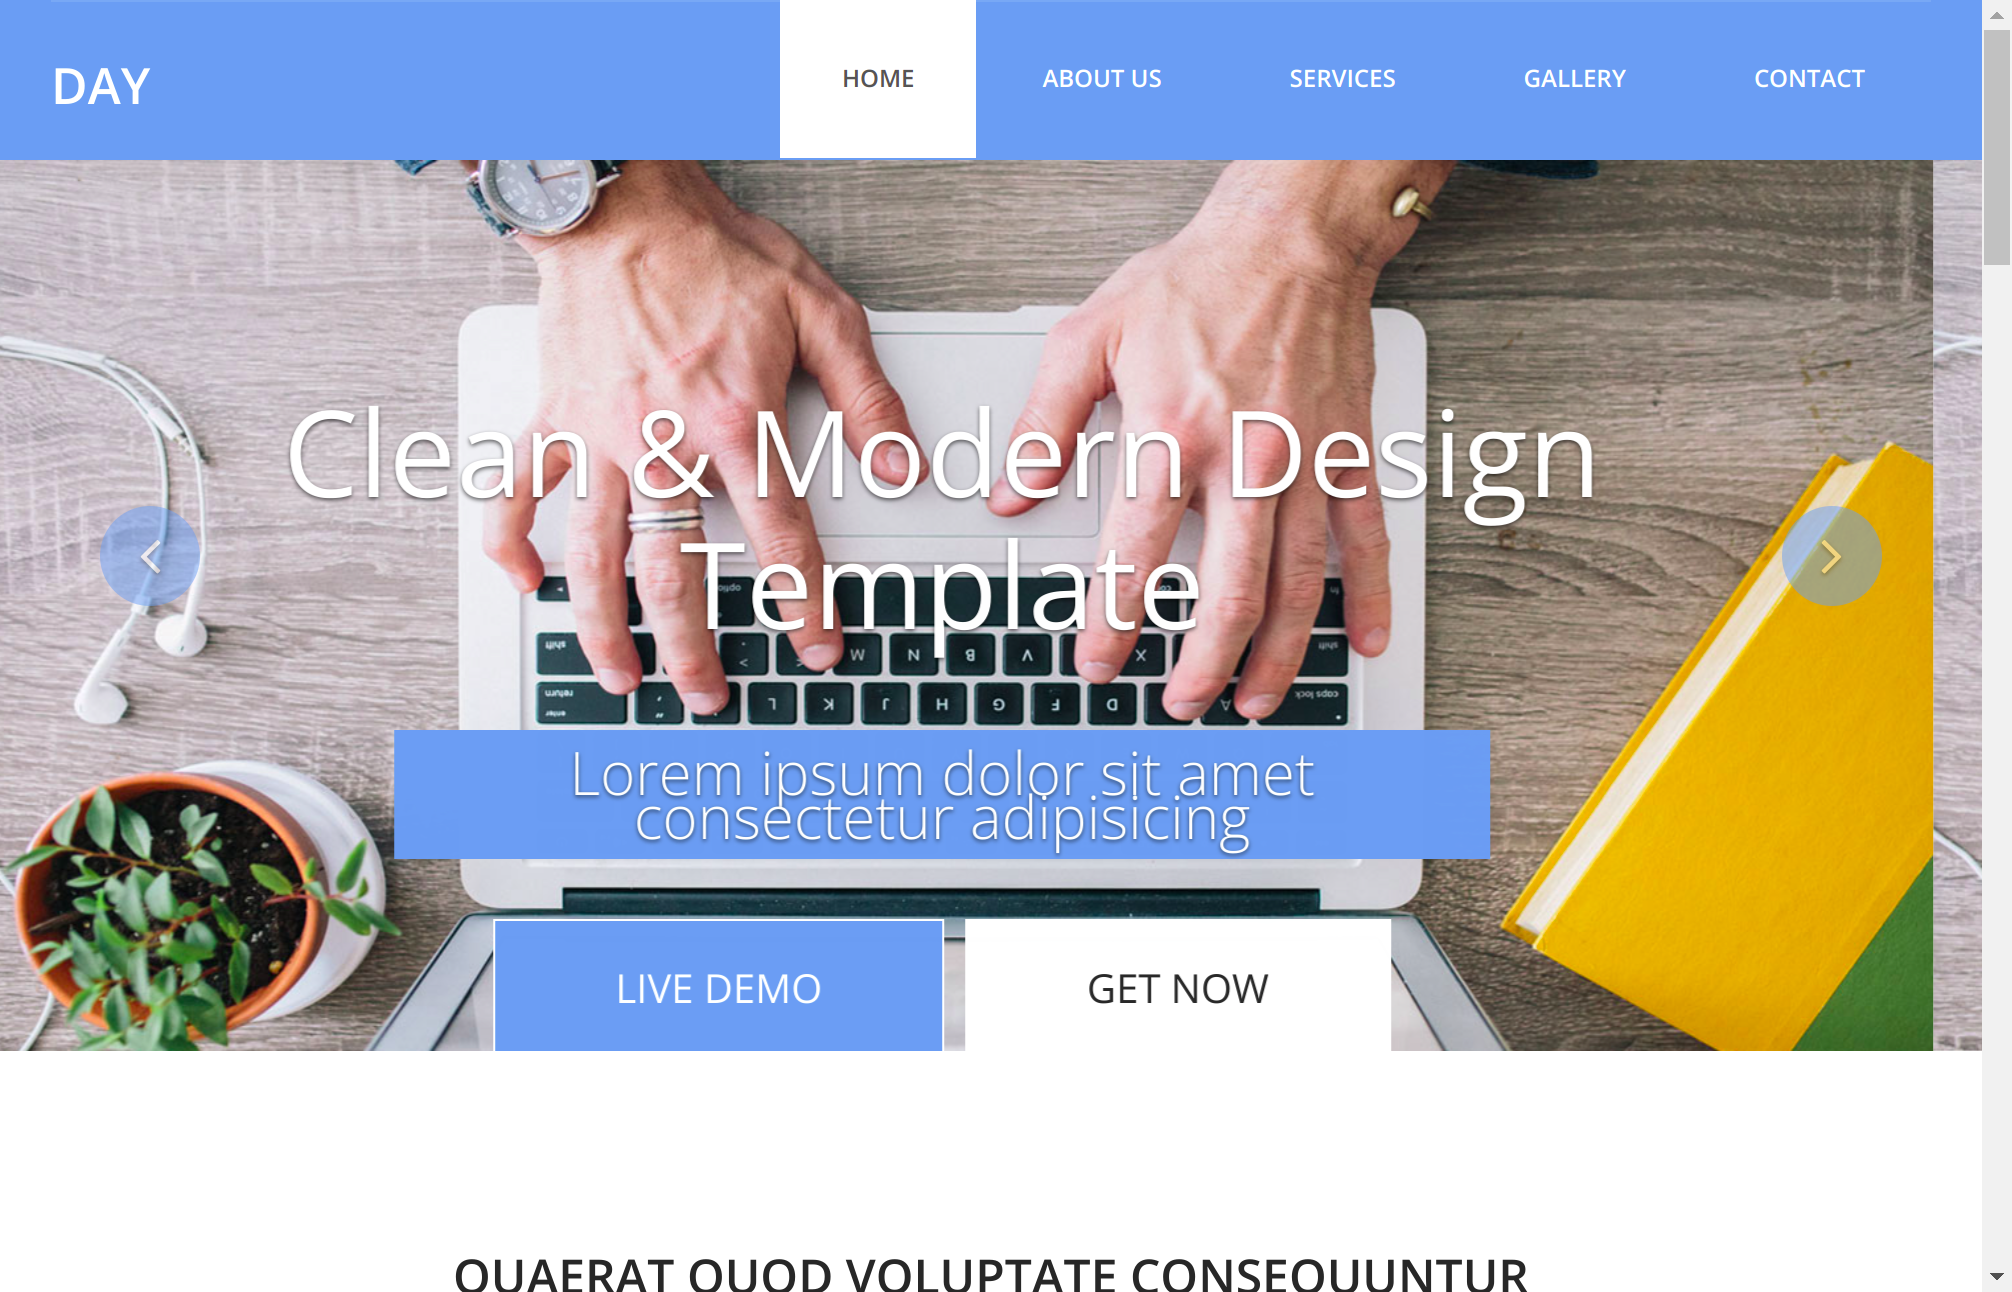 DAY
HOME
ABOUT US
SERVICES
GALLERY
CONTACT
Clean & Modern Design
Template
Lorem ipsum dolor sit amet
consectetur adipisicing
LIVE DEMO
GET NOW
QUAERAT QUOD VOLUPTATE CONSEQUUNTUR